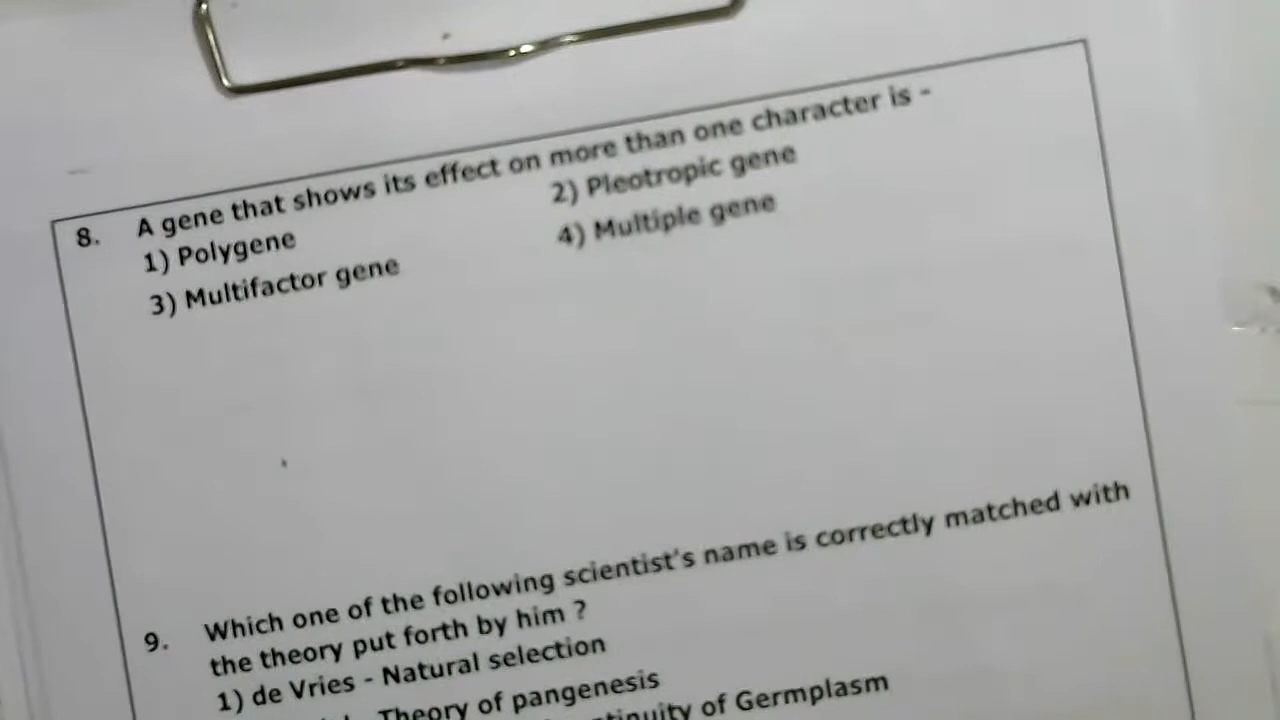 8. A gene that shows its effect on more than one character is -
1) Polygene 2) Pleotropic gene
3) Multifactor gene 4) Multiple gene
9. Which one of the following scientist's name is correctly matched with
the theory put forth by him ?
1) de Vries - Natural selection
- Theory of pangenesis
of Germplasm